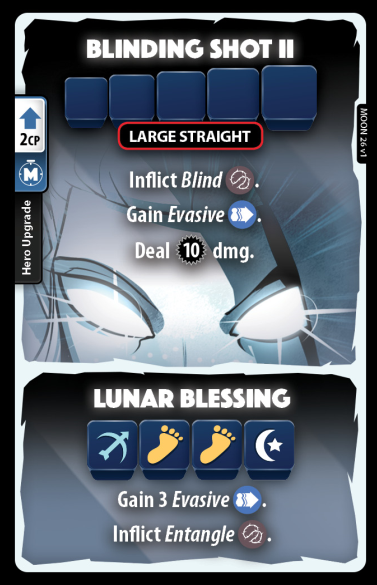 BLINDING SHOT II
2CP
M
Hero Upgrade
MOON 26 v1
LARGE STRAIGHT
Inflict Blind.
Gain Evasive.
Deal 10 dmg.
LUNAR BLESSING
Gain 3 Evasive.
Inflict Entangle.